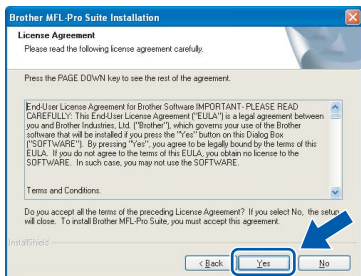 Brother MFL-Pro Suite Installation
License Agreement
Please read the following license agreement carefully.
Press the PAGE DOWN key to see the rest of the agreement.
End-User License Agreement for Brother Software IMPORTANT- PLEASE READ
CAREFULLY: This End-User License Agreement ("EULA") is a legal agreement between
you and Brother Industries, Ltd. ("Brother"), which governs your use of the Brother
software that will be installed if you press the "Yes" button on this Dialog Box
("SOFTWARE"). By pressing "Yes", you agree to be legally bound by the terms of this
EULA. If you do not agree to the terms of this EULA, you obtain no license to the
SOFTWARE. In such case, you may not use the SOFTWARE.
Terms and Conditions.
Do you accept all the terms of the preceding License Agreement? If you select No, the setup
will close. To install Brother MFL-Pro Suite, you must accept this agreement.
InstallShield
< Back Yes No